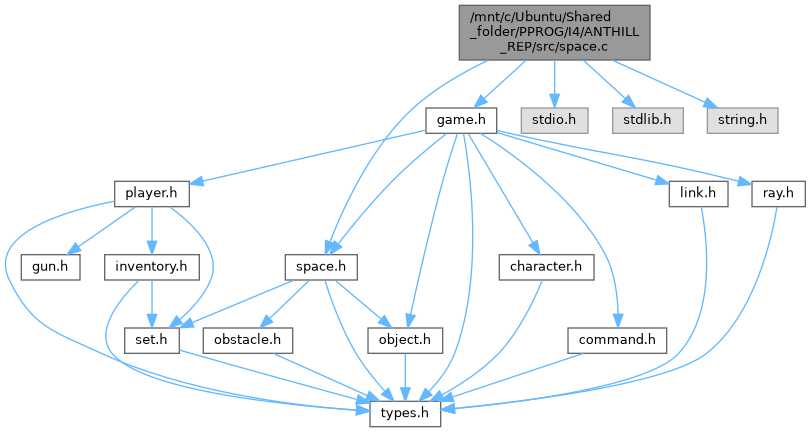 /mnt/c/Ubuntu/Shared
_folder/PPROG/I4/ANTHILL
_REP/src/space.c
game.h
stdio.h
stdlib.h
string.h
player.h
link.h
ray.h
gun.h
inventory.h
space.h
character.h
set.h
obstacle.h
object.h
command.h
types.h